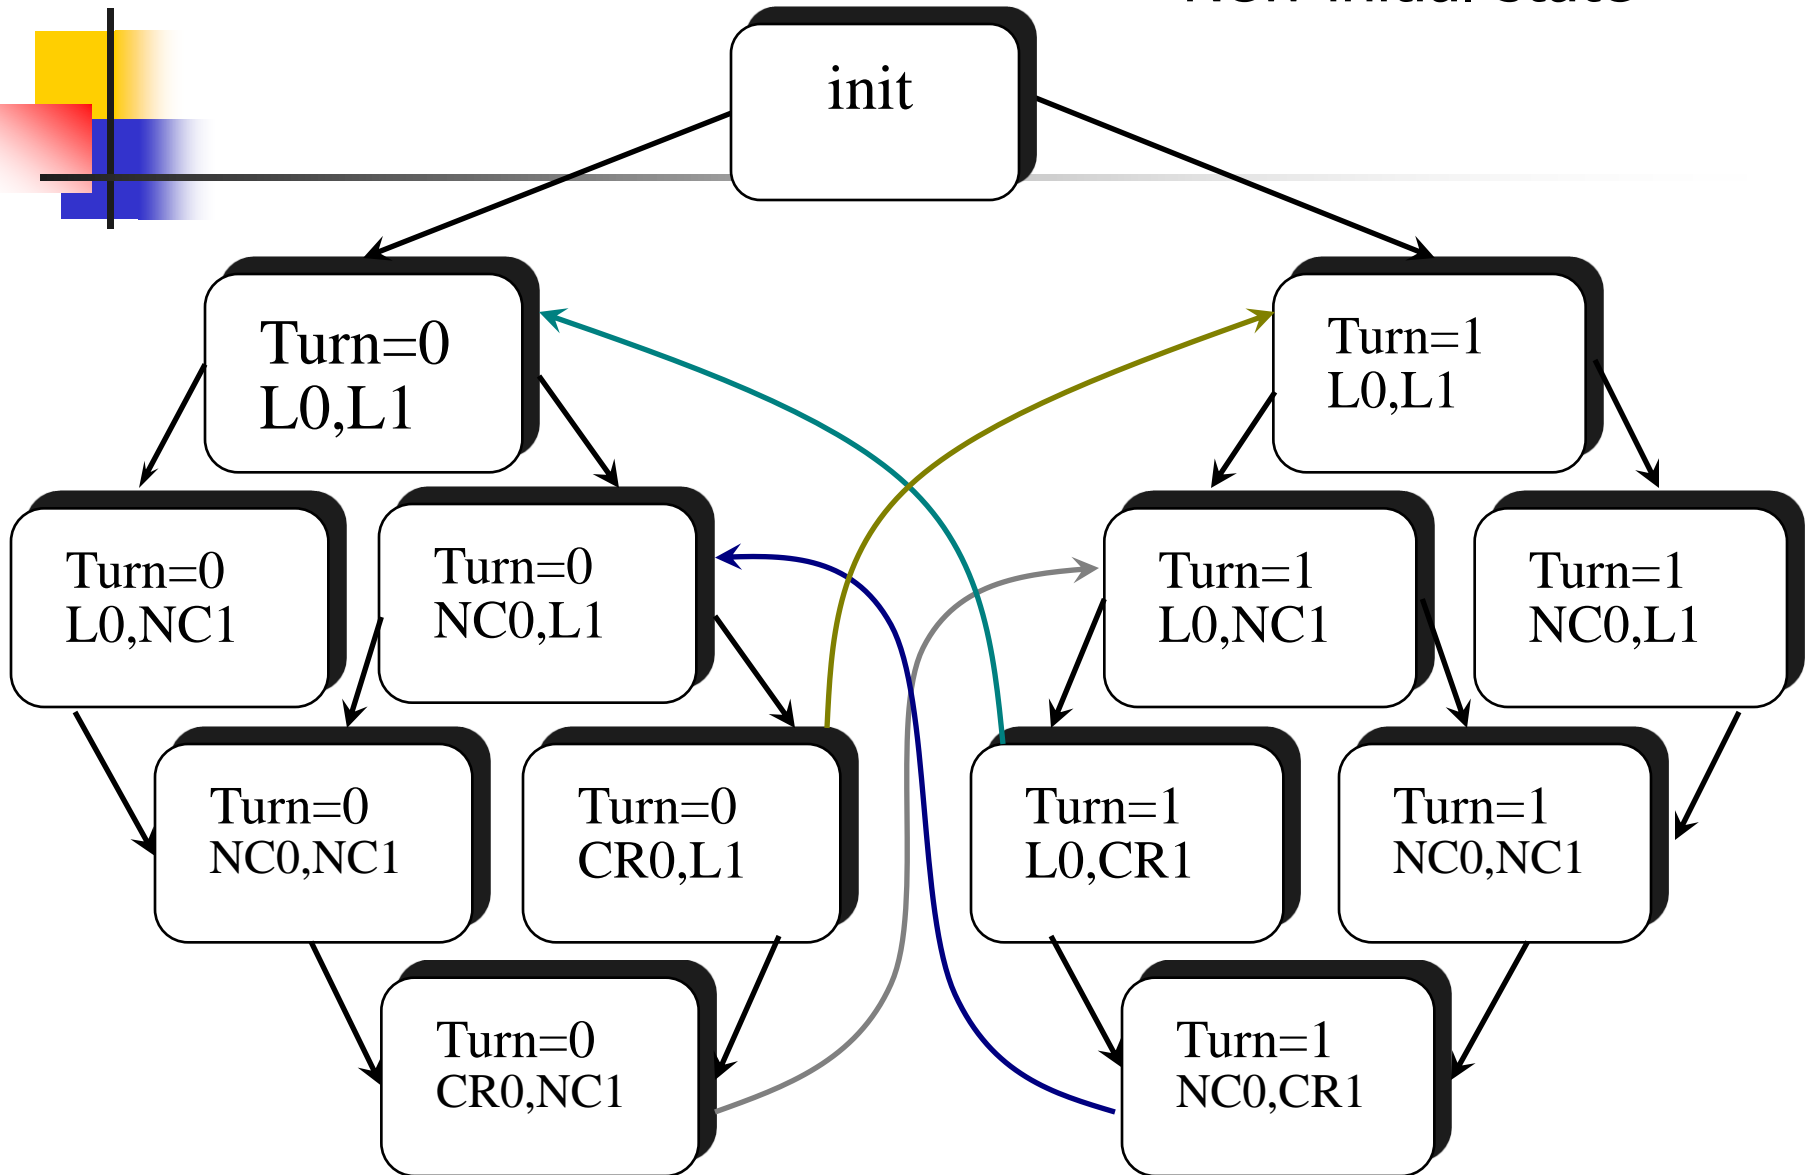 init
Turn=0
L0,L1
Turn=1
L0,L1
Turn=0
L0,NC1
Turn=0
NC0,L1
Turn=1
L0,NC1
Turn=1
NC0,L1
Turn=0
NC0,NC1
Turn=0
CR0,L1
Turn=1
L0,CR1
Turn=1
NC0,NC1
Turn=0
CR0,NC1
Turn=1
NC0,CR1